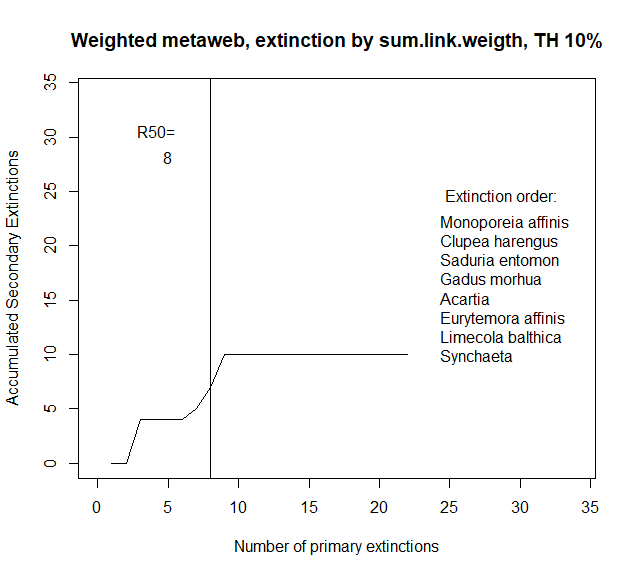 Weighted metaweb, extinction by sum.link.weigth, TH 10%
Accumulated Secondary Extinctions
35
30
25
20
15
10
5
0
R50=
8
Extinction order:
Monoporeia affinis
Clupea harengus
Saduria entomon
Gadus morhua
Acartia
Eurytemora affinis
Limecola balthica
Synchaeta
0 5 10 15 20 25 30 35
Number of primary extinctions